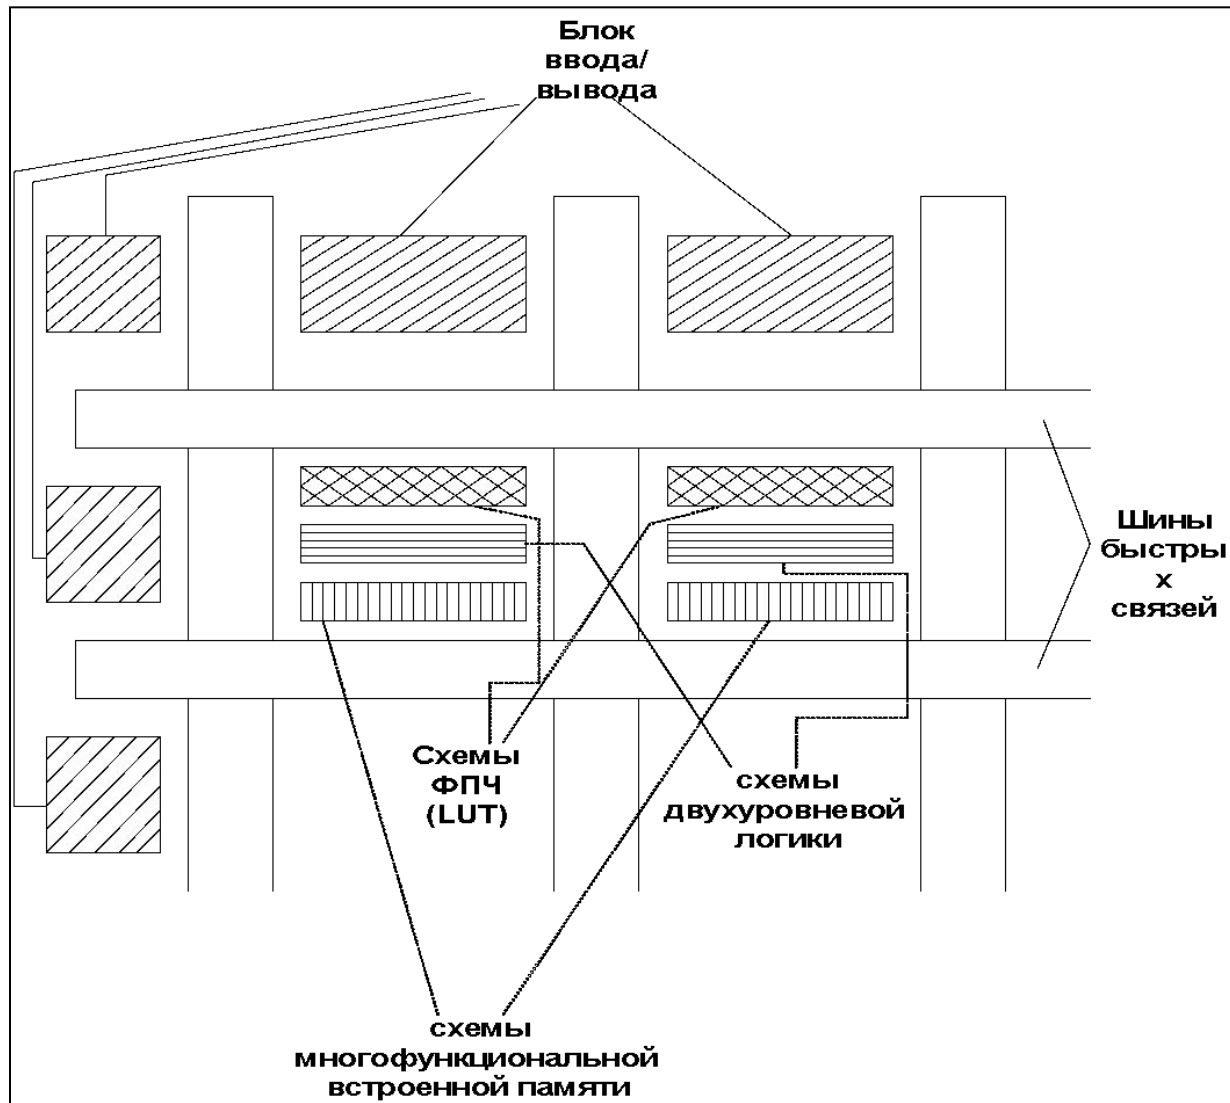 Блок
ввода/
вывода
Шины
быстры
х
связей
Схемы
ФПЧ
(LUT)
схемы
двухуровневой
логики
схемы
многофункциональной
встроенной памяти